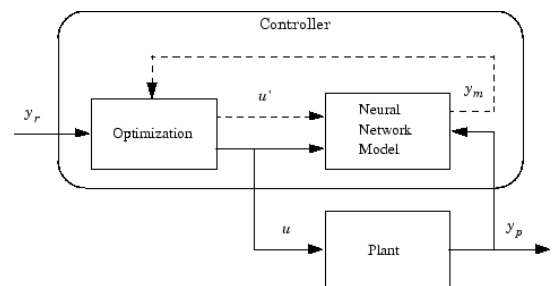 Controller
y_r
Optimization
u'
Neural
Network
Model
y_m
u
Plant
y_p